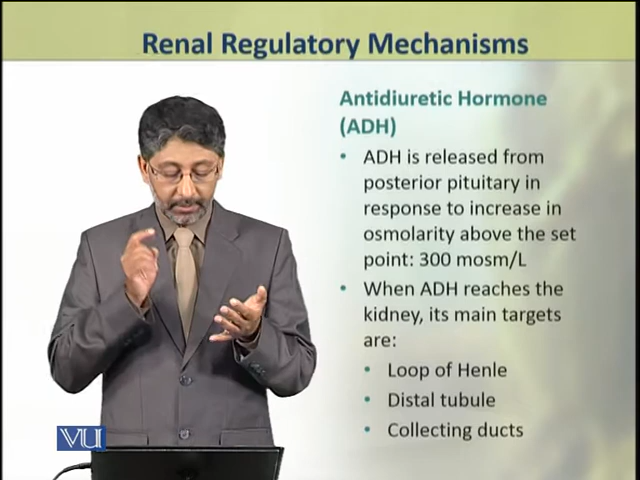 Renal Regulatory Mechanisms
Antidiuretic Hormone
(ADH)
• ADH is released from
posterior pituitary in
response to increase in
osmolarity above the set
point: 300 mosm/L
• When ADH reaches the
kidney, its main targets
are:
• Loop of Henle
• Distal tubule
• Collecting ducts
VU